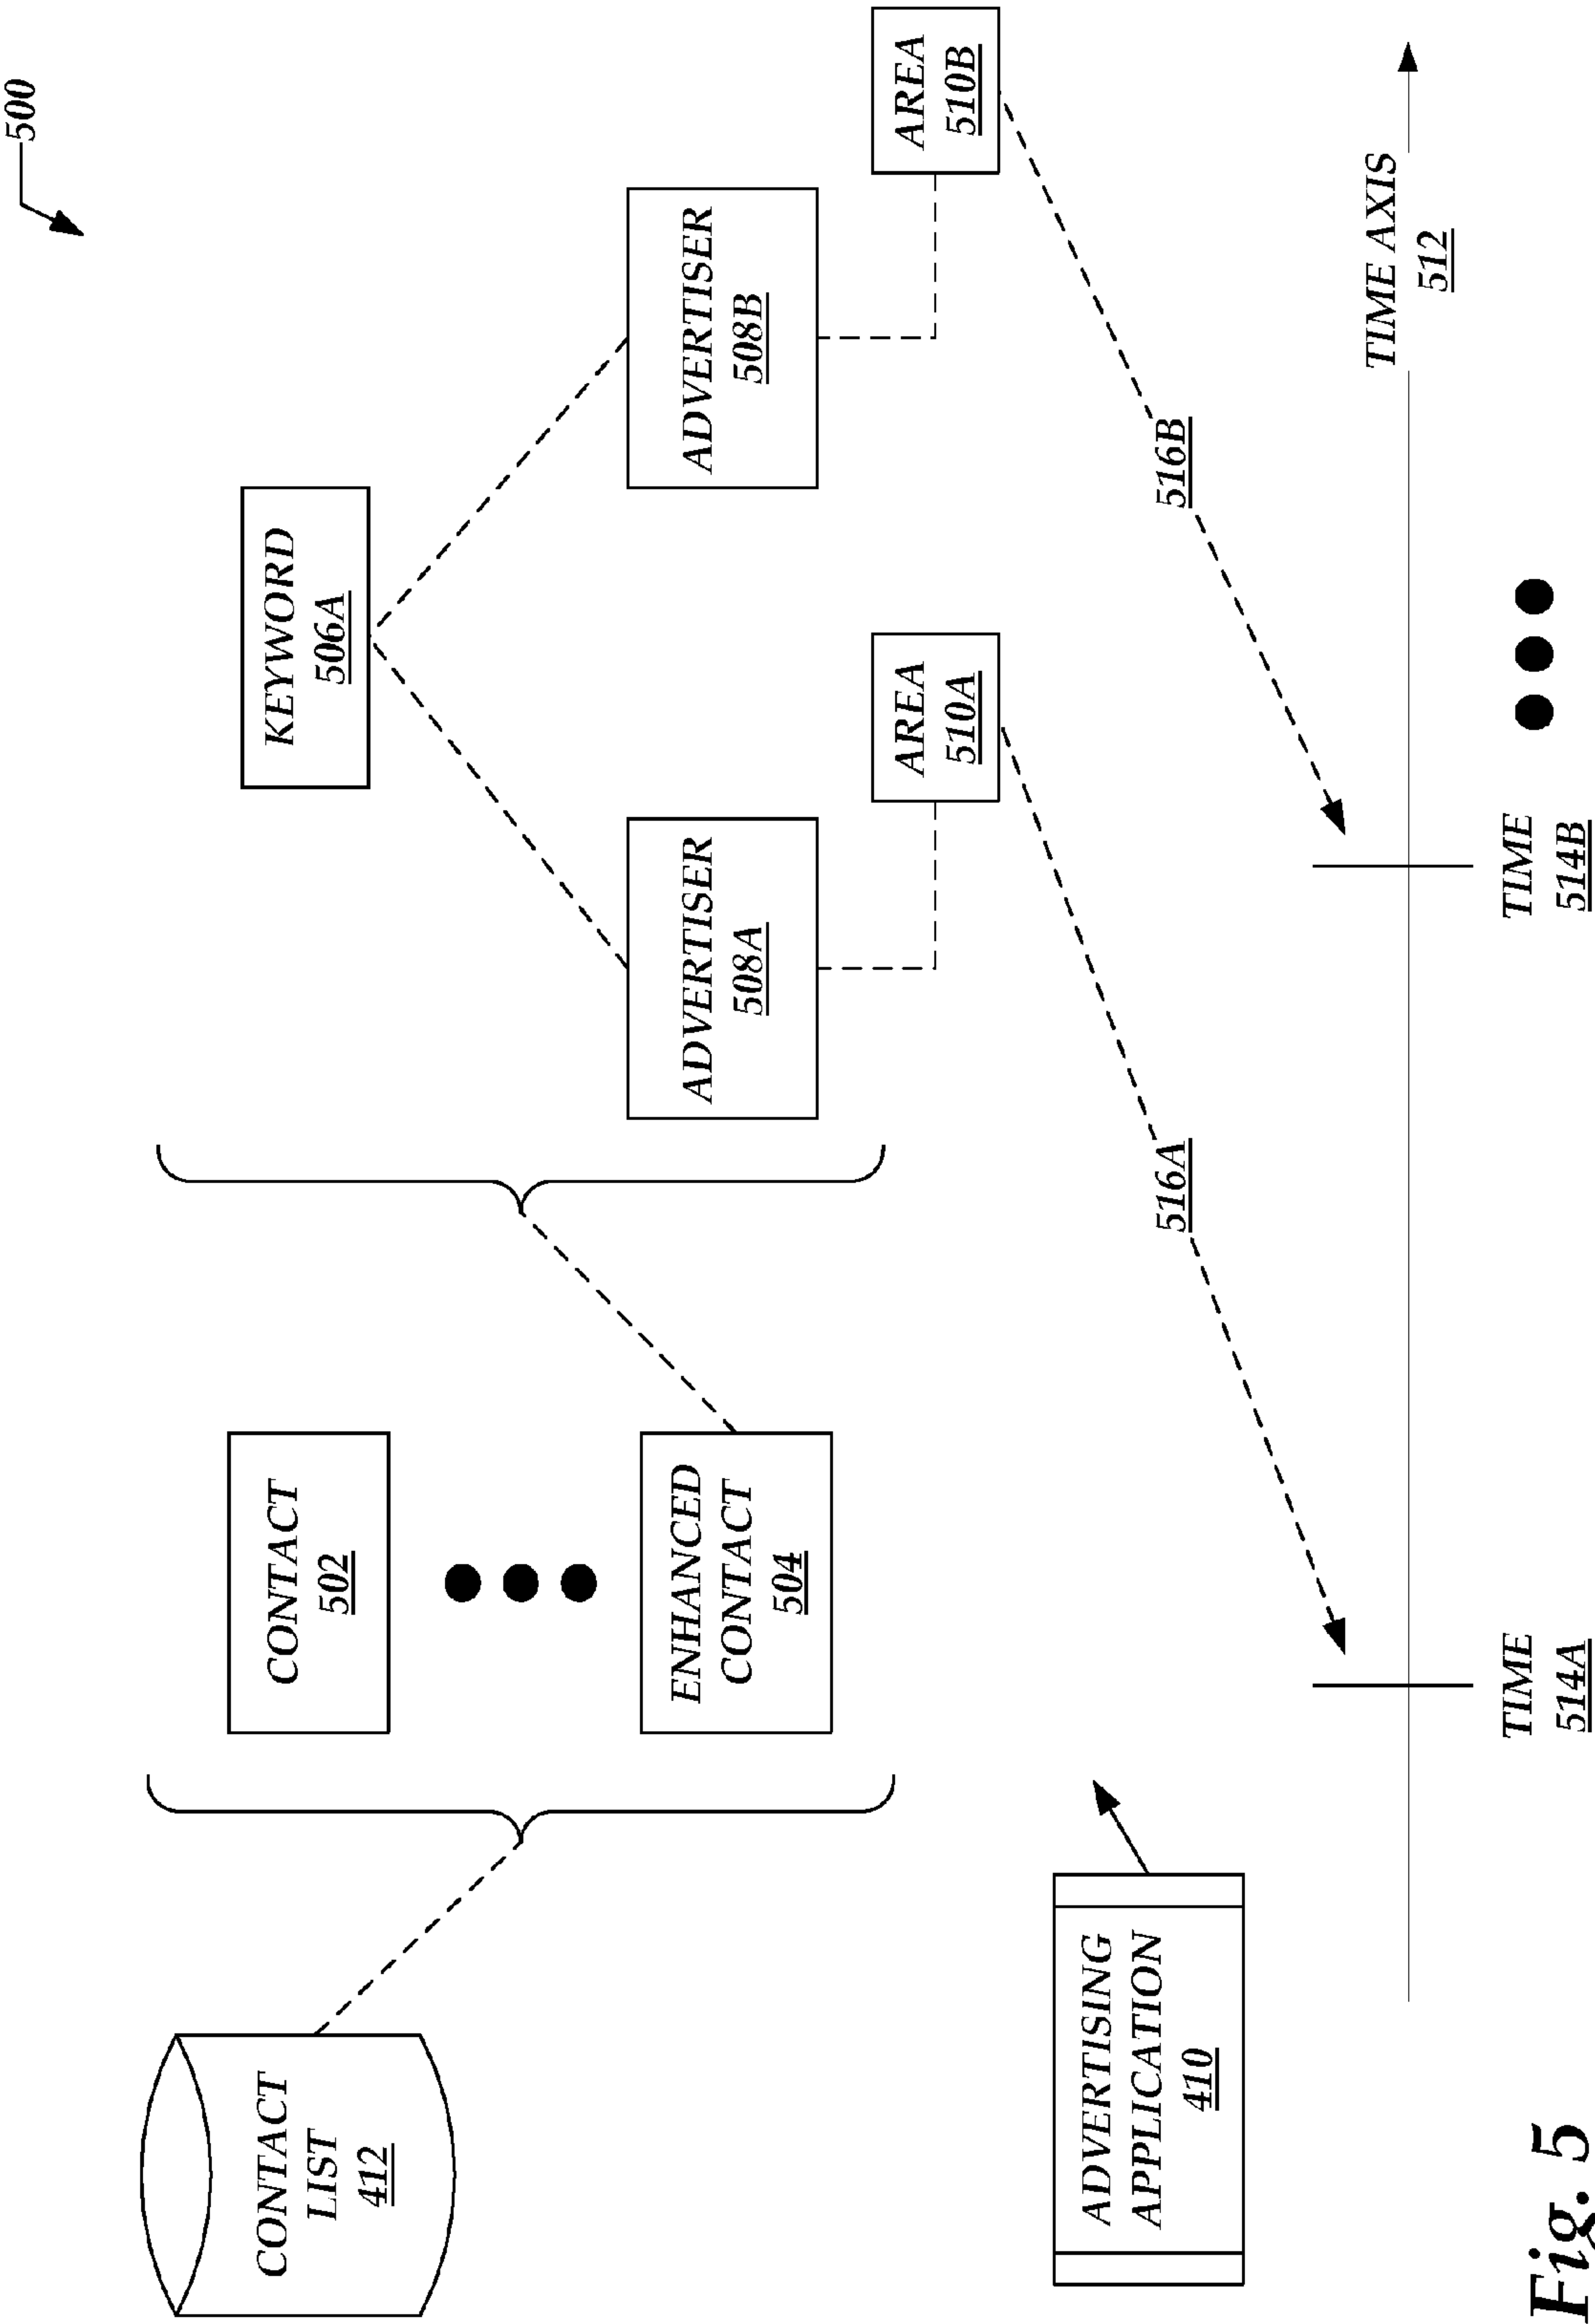 500
CONTACT
LIST
412
CONTACT
502
ENHANCED
CONTACT
504
KEYWORD
506A
ADVERTISER
508A
ADVERTISER
508B
AREA
510A
AREA
510B
ADVERTISING
APPLICATION
410
516A
516B
TIME AXIS
512
TIME
514A
TIME
514B
Fig. 5